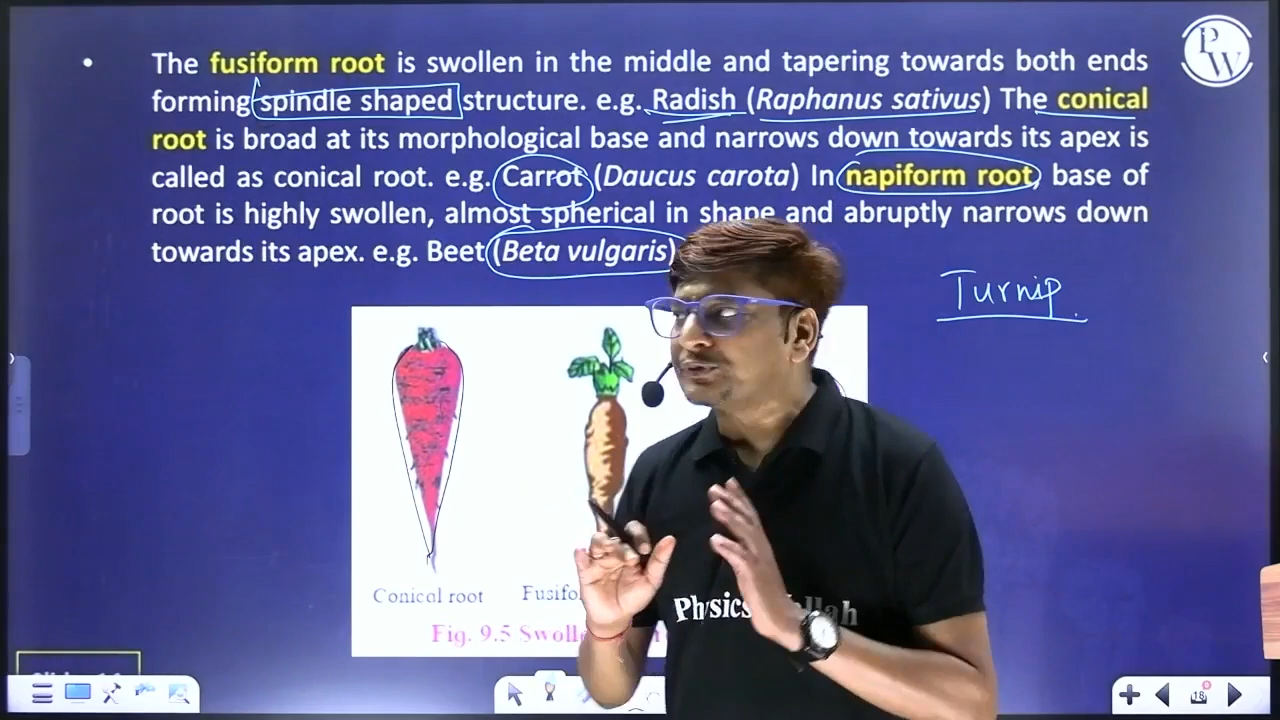 The fusiform root is swollen in the middle and tapering towards both ends
forming spindle shaped structure. e.g. Radish (Raphanus sativus) The conical
root is broad at its morphological base and narrows down towards its apex is
called as conical root. e.g. Carrot (Daucus carota) In napiform root, base of
root is highly swollen, almost spherical in shape and abruptly narrows down
towards its apex. e.g. Beet (Beta vulgaris)
PW
Turnip
Conical root
Fusifo
Fig. 9.5 Swolle
Physics
llah
18